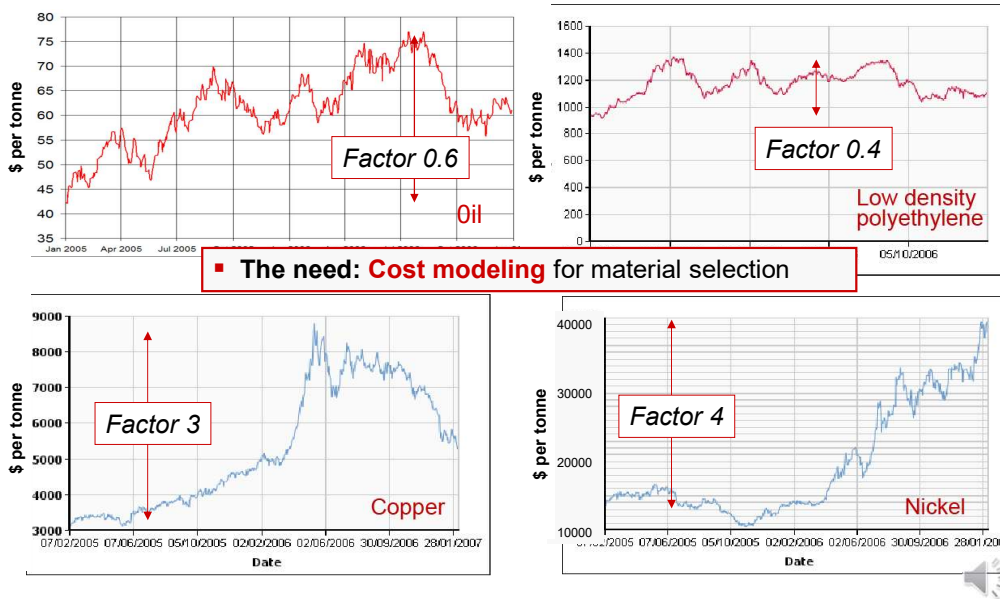 80
75
70
65
60
55
50
45
40
35
$ per tonne
Factor 0.6
0il
Jan 2005 Apr 2005 Jul 2005
1600
1400
1200
1000
800
600
400
200
0
$ per tonne
Factor 0.4
Low density
polyethylene
05/10/2006
▪ The need: Cost modeling for material selection
9000
8000
7000
6000
5000
4000
3000
$ per tonne
Factor 3
Copper
07/02/2005 07/06/2005 05/10/2005 02/02/2006 02/06/2006 30/09/2006 28/01/2007
Date
40000
30000
20000
10000
$ per tonne
Factor 4
Nickel
07/06/2005 05/10/2005 02/02/2006 02/06/2006 30/09/2006
Date